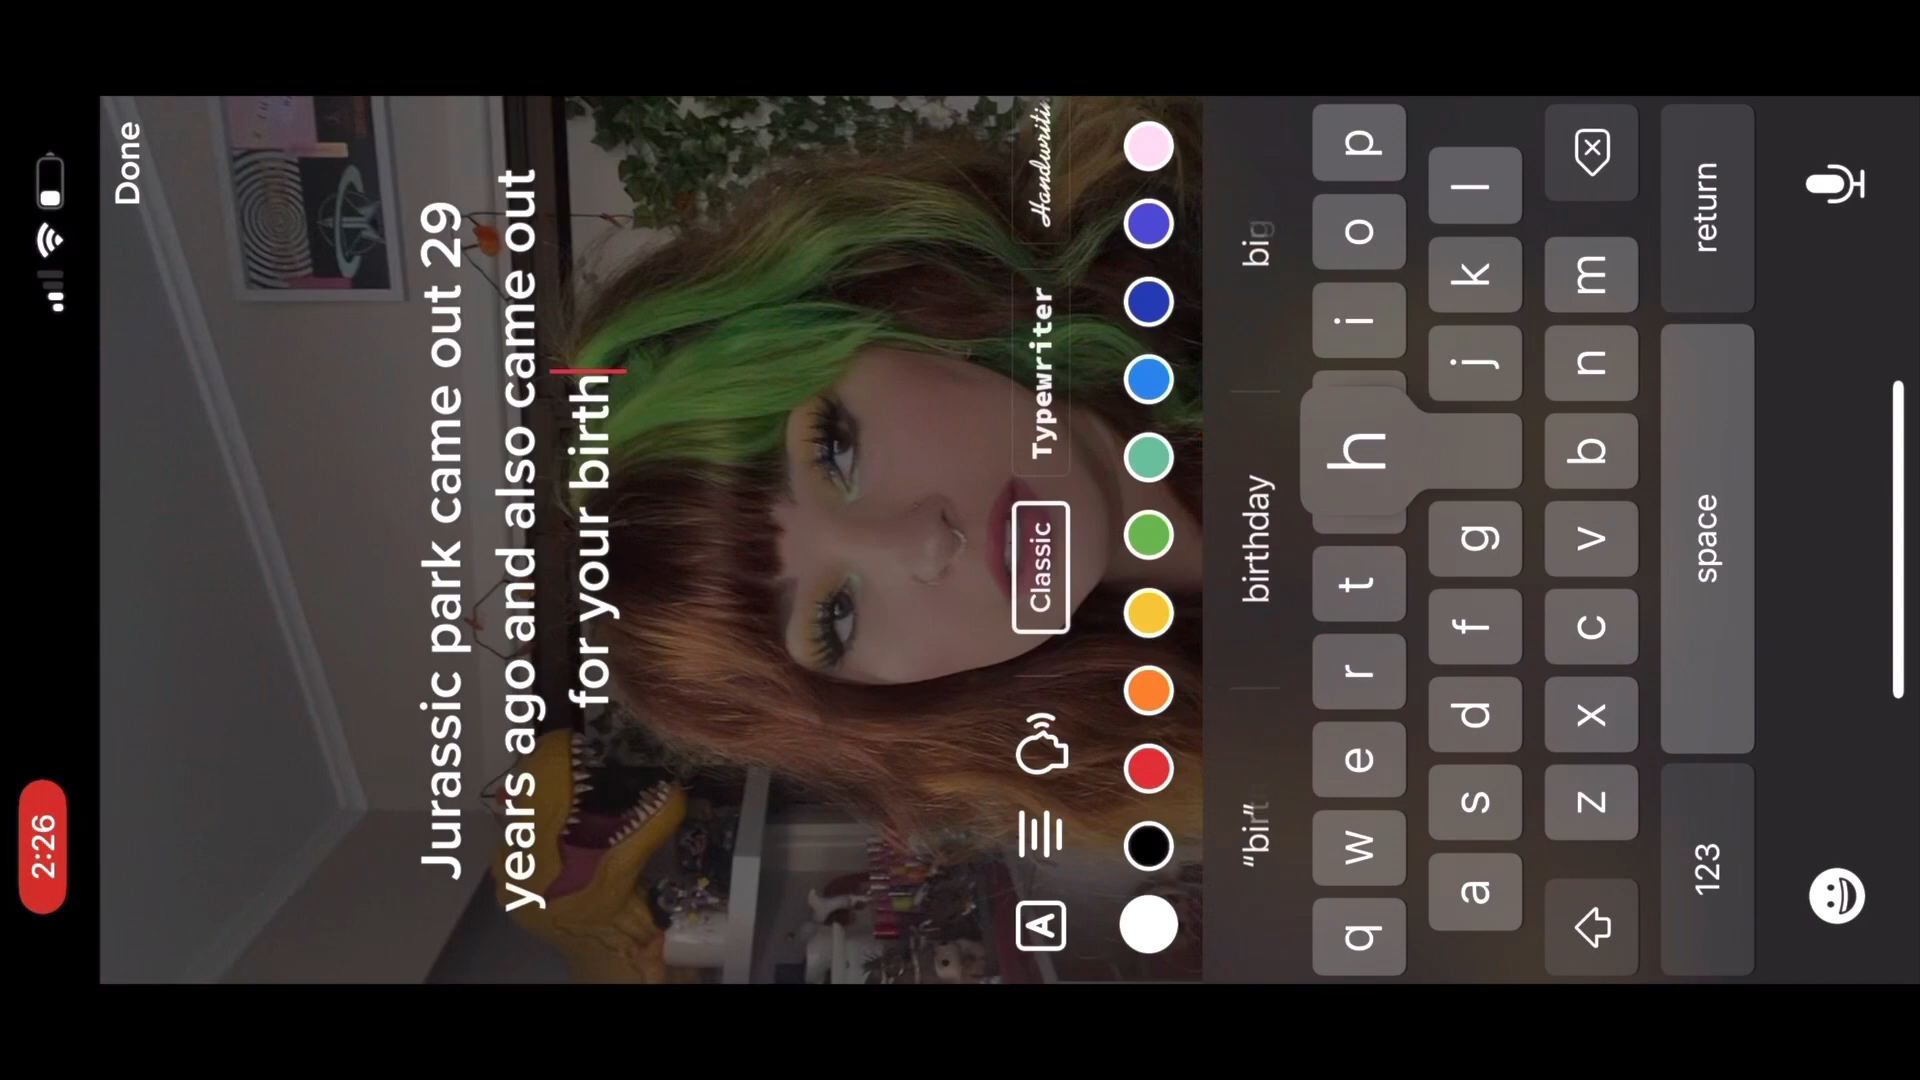 2:26
Done
Jurassic park came out 29
years ago and also came out
for your birth
A
Classic
Typewriter
Handwriti
"birt"
birthday
big
q w e r t h i o p
a s d f g j k l
z x c v b n m
123
space
return